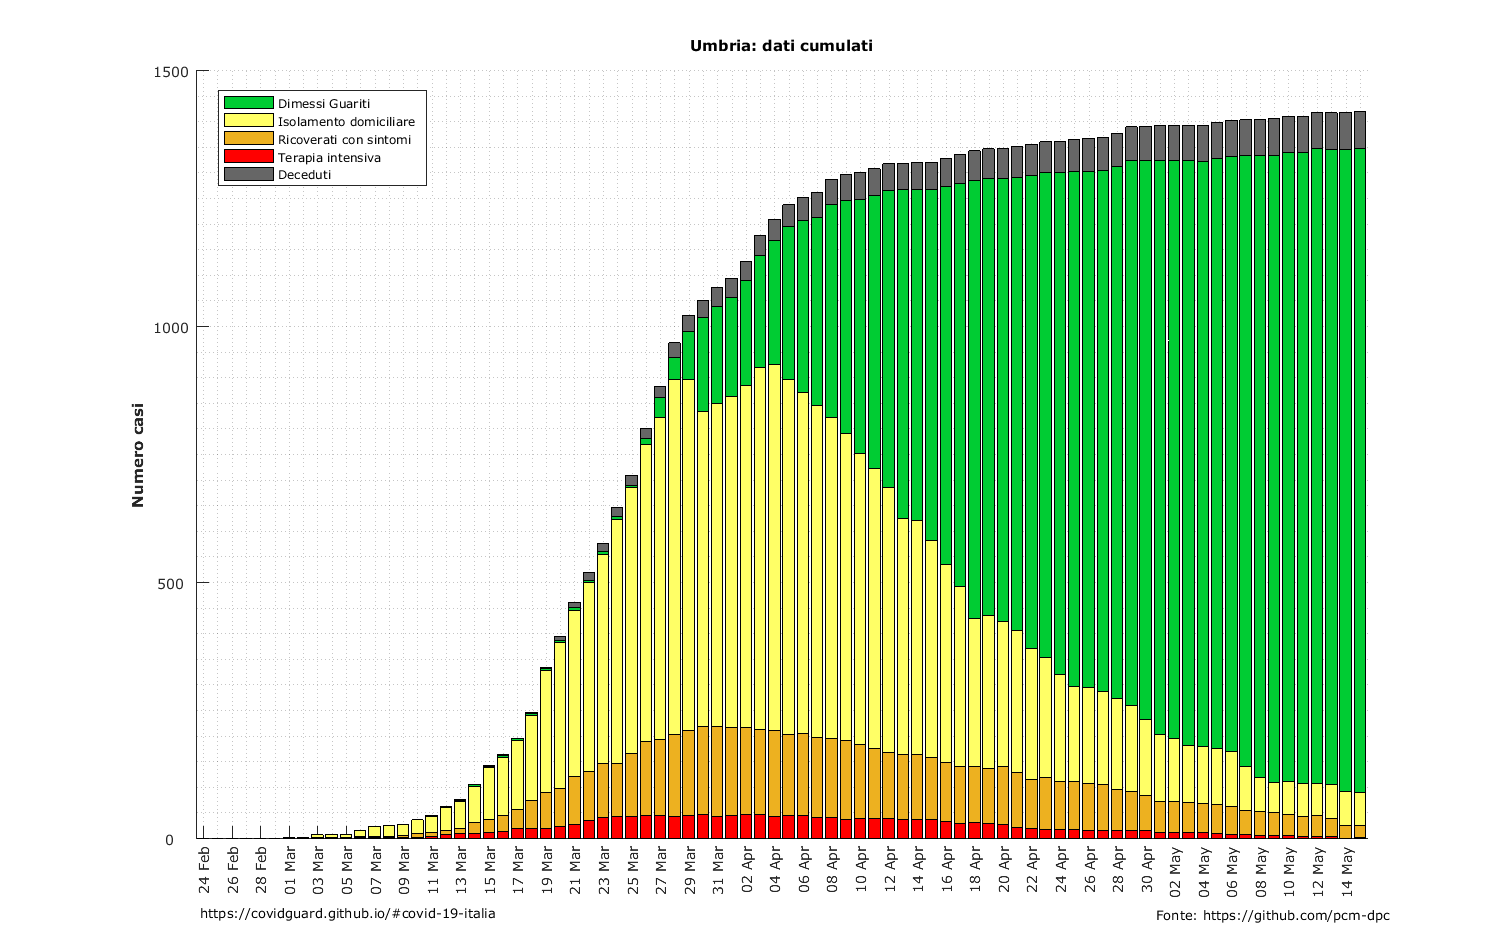 Umbria: dati cumulati
1500
1000
500
0
Numero casi
Dimessi Guariti
Isolamento domiciliare
Ricoverati con sintomi
Terapia intensiva
Deceduti
24 Feb
26 Feb
28 Feb
01 Mar
03 Mar
05 Mar
07 Mar
09 Mar
11 Mar
13 Mar
15 Mar
17 Mar
19 Mar
21 Mar
23 Mar
25 Mar
27 Mar
29 Mar
31 Mar
02 Apr
04 Apr
06 Apr
08 Apr
10 Apr
12 Apr
14 Apr
16 Apr
18 Apr
20 Apr
22 Apr
24 Apr
26 Apr
28 Apr
30 Apr
02 May
04 May
06 May
08 May
10 May
12 May
14 May
https://covidguard.github.io/#covid-19-italia
Fonte: https://github.com/pcm-dpc